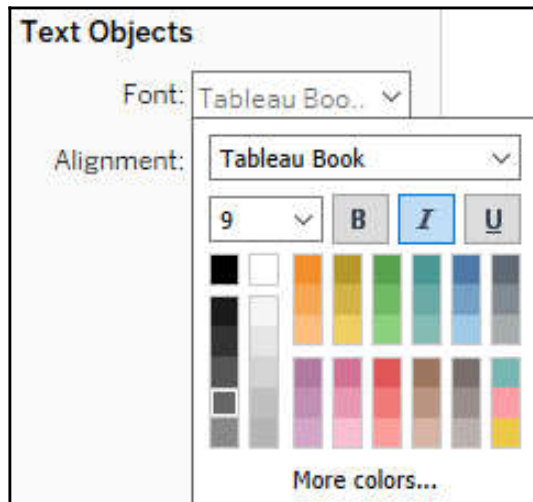 Text Objects
Font: Tableau Boo..
Alignment: Tableau Book
9 B I U
More colors...